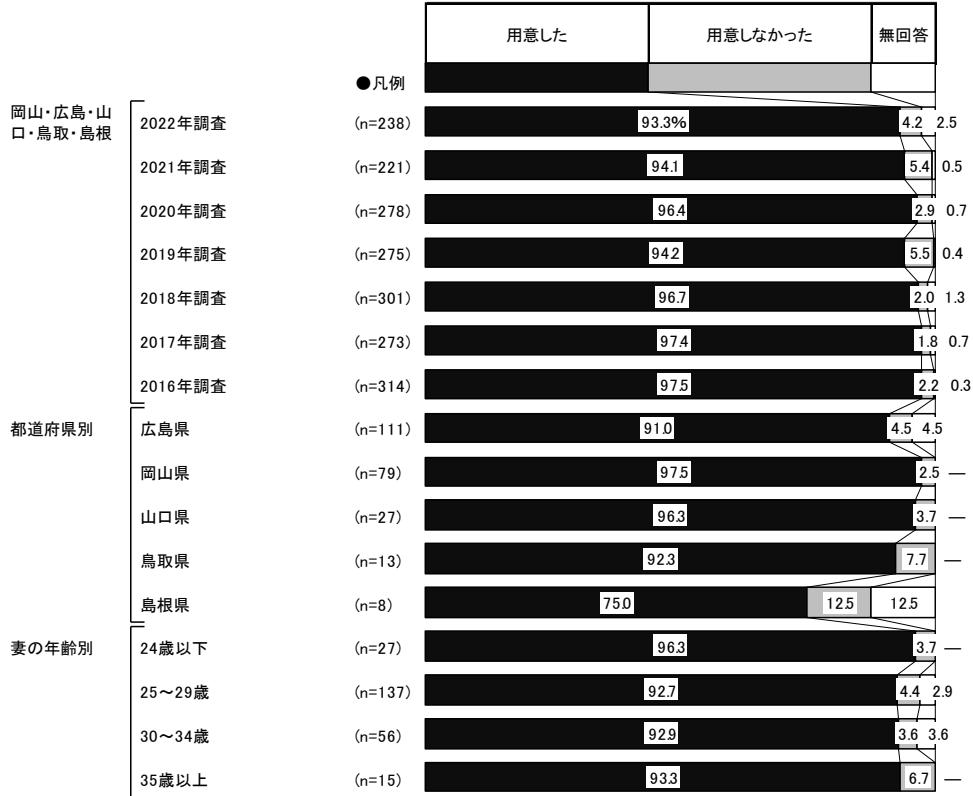 用意した 用意しなかった 無回答
●凡例
岡山・広島・山
口・鳥取・島根
2022年調査 (n=238) 93.3% 4.2 2.5
2021年調査 (n=221) 94.1 5.4 0.5
2020年調査 (n=278) 96.4 2.9 0.7
2019年調査 (n=275) 94.2 5.5 0.4
2018年調査 (n=301) 96.7 2.0 1.3
2017年調査 (n=273) 97.4 1.8 0.7
2016年調査 (n=314) 97.5 2.2 0.3
都道府県別 広島県 (n=111) 91.0 4.5 4.5
岡山県 (n=79) 97.5 2.5 ―
山口県 (n=27) 96.3 3.7 ―
鳥取県 (n=13) 92.3 7.7 ―
島根県 (n=8) 75.0 12.5 12.5
妻の年齢別 24歳以下 (n=27) 96.3 3.7 ―
25~29歳 (n=137) 92.7 4.4 2.9
30~34歳 (n=56) 92.9 3.6 3.6
35歳以上 (n=15) 93.3 6.7 ―